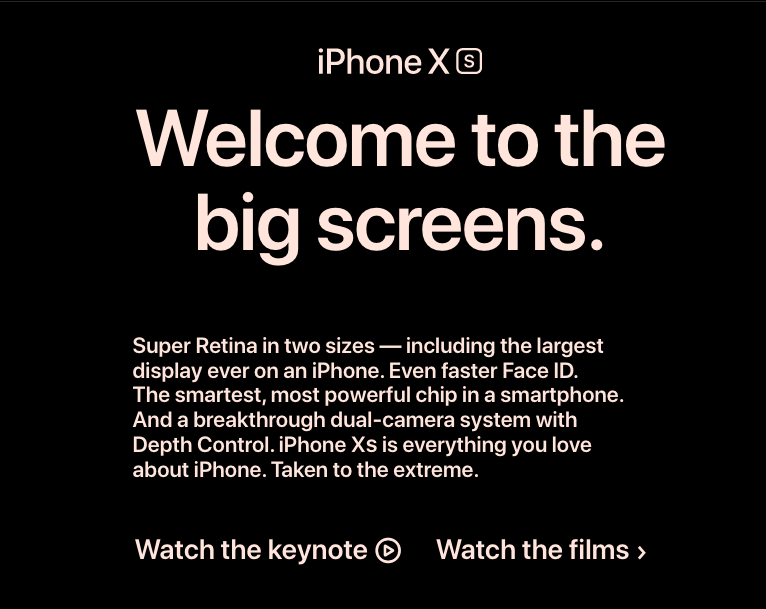 iPhone XS
Welcome to the
big screens.
Super Retina in two sizes — including the largest
display ever on an iPhone. Even faster Face ID.
The smartest, most powerful chip in a smartphone.
And a breakthrough dual-camera system with
Depth Control. iPhone Xs is everything you love
about iPhone. Taken to the extreme.
Watch the keynote
Watch the films ›